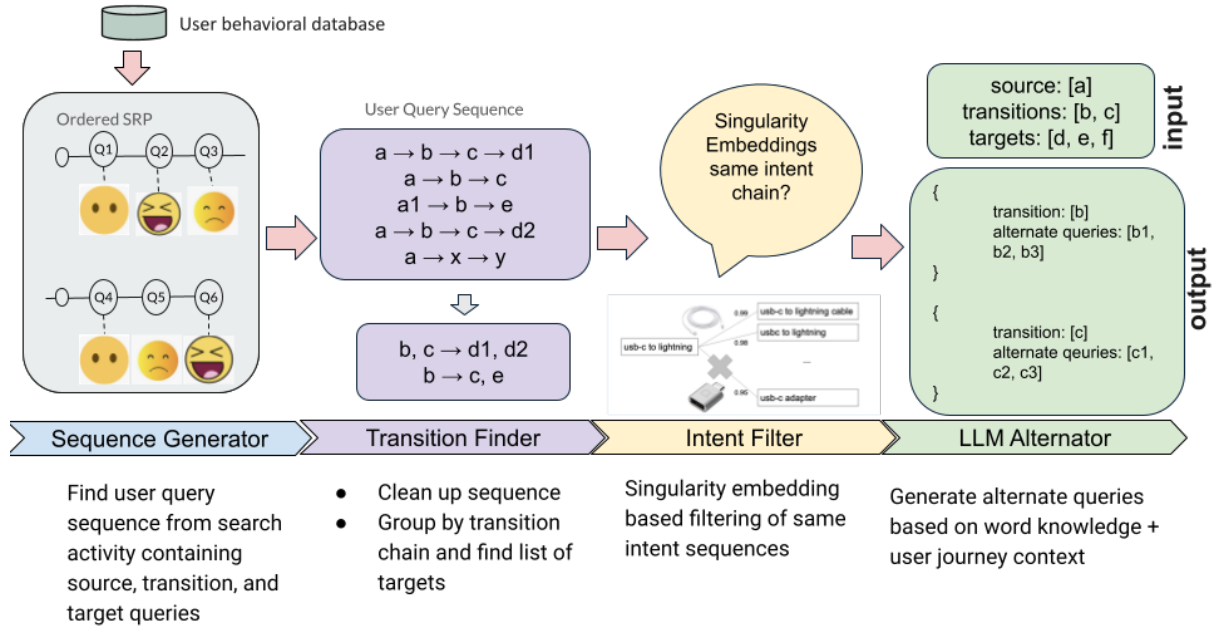 User behavioral database
Ordered SRP
Q1
Q2
Q3
Q4
Q5
Q6
User Query Sequence
a → b → c → d1
a → b → c
a1 → b → e
a → b → c → d2
a → x → y
b, c → d1, d2
b → c, e
Singularity
Embeddings
same intent
chain?
usb-c to lightning
0.99
usb-c to lightning cable
0.98
usbc to lightning
...
0.95
usb-c adapter
source: [a]
transitions: [b, c]
targets: [d, e, f]
input
{
transition: [b]
alternate queries: [b1,
b2, b3]
}
{
transition: [c]
alternate qeuries: [c1,
c2, c3]
}
output
Sequence Generator
Transition Finder
Intent Filter
LLM Alternator
Find user query
sequence from search
activity containing
source, transition, and
target queries
● Clean up sequence
● Group by transition
chain and find list of
targets
Singularity embedding
based filtering of same
intent sequences
Generate alternate queries
based on word knowledge +
user journey context